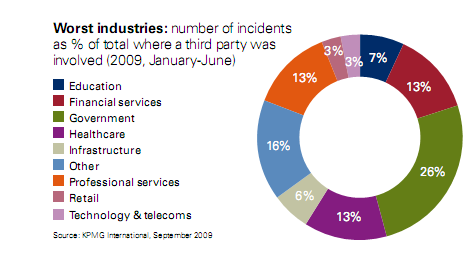 Worst industries: number of incidents
as % of total where a third party was
involved (2009, January-June)
Education
Financial services
Government
Healthcare
Infrastructure
Other
Professional services
Retail
Technology & telecoms
Source: KPMG International, September 2009
7%
13%
26%
13%
6%
16%
13%
3%
3%